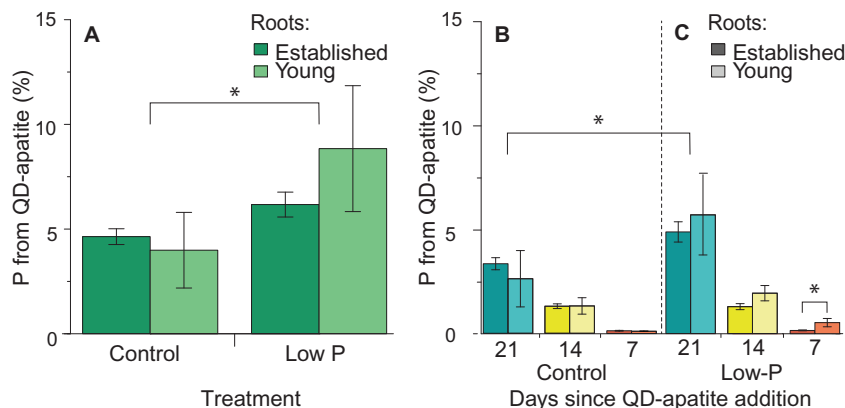 A
Roots:
Established
Young
P from QD-apatite (%)
15
10
5
0
*
Control
Low P
Treatment
B
C
Roots:
Established
Young
P from QD-apatite (%)
15
10
5
0
*
*
21 14 7 21 14 7
Control Low-P
Days since QD-apatite addition